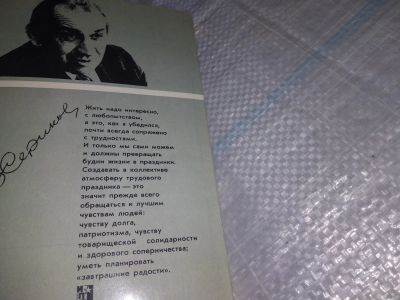 Жить надо интересно,
с любопытством,
а это, как я убедился,
почти всегда сопряжено
с трудностями.
И только мы сами можем
и должны превращать
будни жизни в праздники.
Создавать в коллективе
атмосферу трудового
праздника — это
значит прежде всего
обращаться к лучшим
чувствам людей:
чувству долга,
патриотизма, чувству
товарищеской солидарности
и здорового соперничества;
уметь планировать
«завтрашние радости».